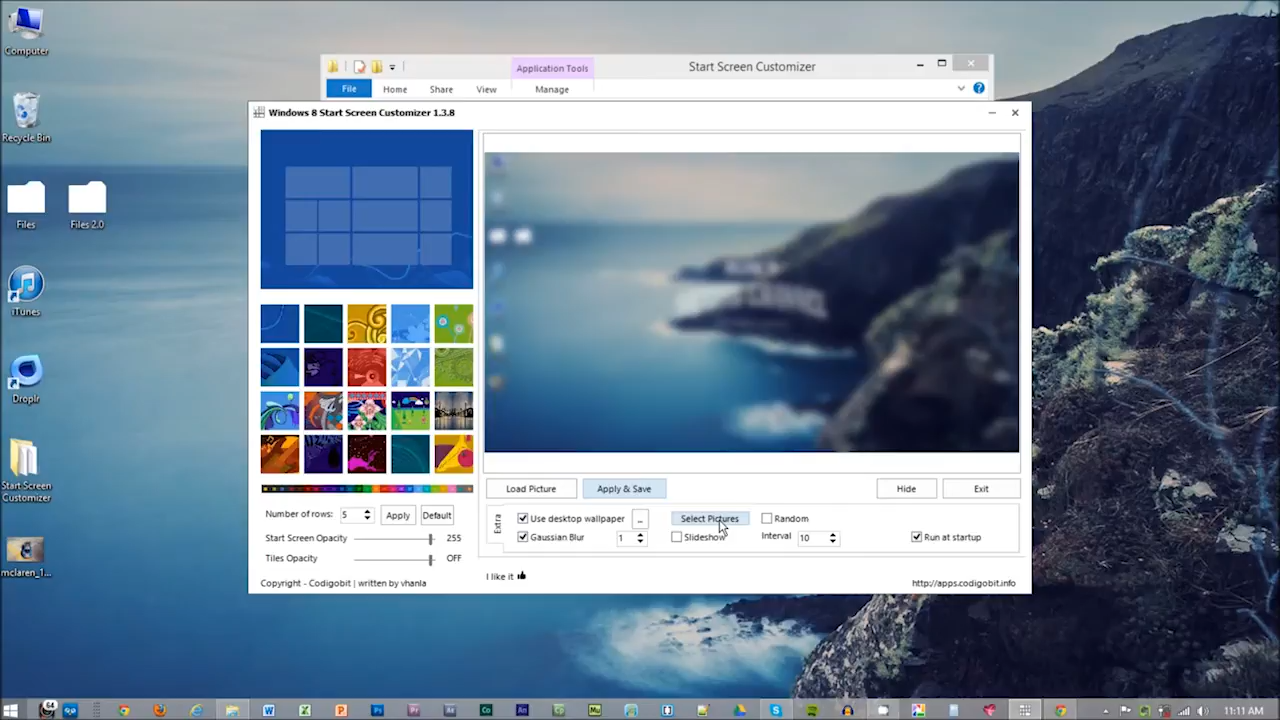 Computer
Recycle Bin
Files
Files 2.0
iTunes
Droplr
Start Screen
Customizer
mclaren_1...
Application Tools
Start Screen Customizer
File
Home
Share
View
Manage
Windows 8 Start Screen Customizer 1.3.8
Load Picture
Apply & Save
Hide
Exit
Number of rows:
5
Apply
Default
Start Screen Opacity
255
Tiles Opacity
OFF
Extra
Use desktop wallpaper
...
Select Pictures
Random
Gaussian Blur
1
Slideshow
Interval
10
Run at startup
I like it
Copyright - Codigobit | written by vhanla
http://apps.codigobit.info
64
11:11 AM